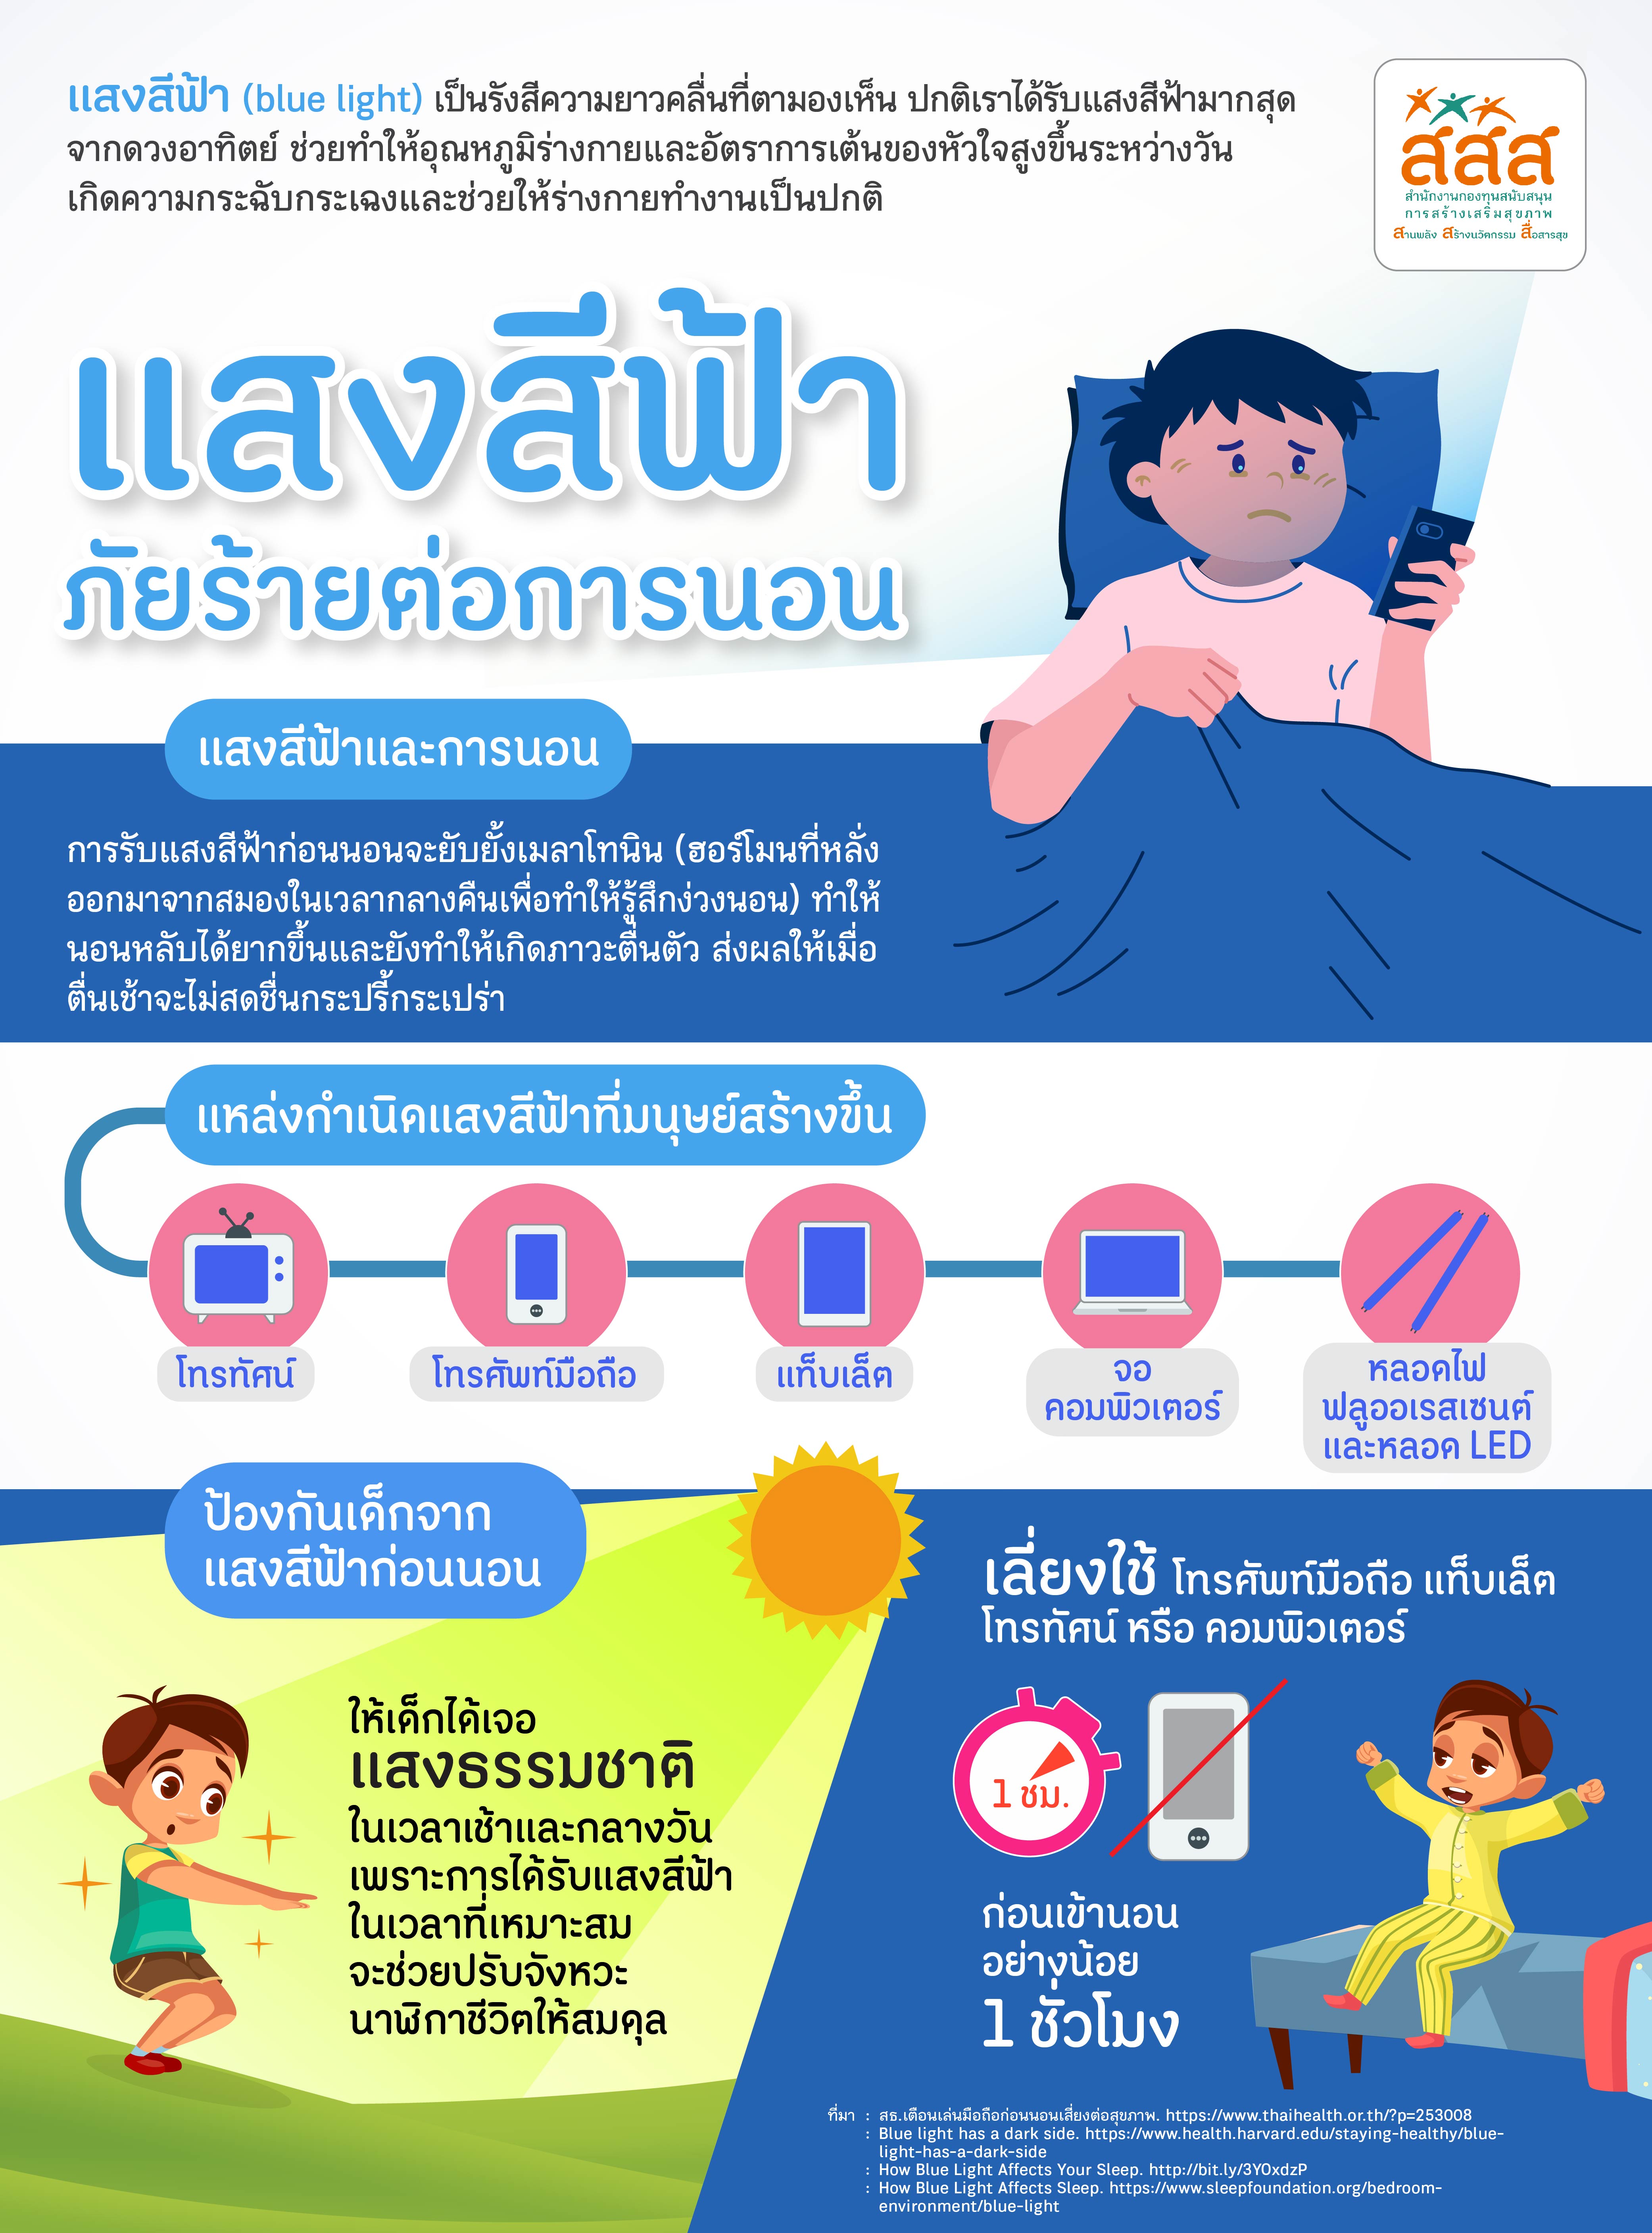 แสงสีฟ้า (blue light) เป็นรังสีความยาวคลื่นที่ตามองเห็น ปกติเราได้รับแสงสีฟ้ามากสุด
จากดวงอาทิตย์ ช่วยทำให้อุณหภูมิร่างกายและอัตราการเต้นของหัวใจสูงขึ้นระหว่างวัน
เกิดความกระฉับกระเฉงและช่วยให้ร่างกายทำงานเป็นปกติ
สสส
สำนักงานกองทุนสนับสนุน
การสร้างเสริมสุขภาพ
สานพลัง สร้างนวัตกรรม สื่อสารสุข
แสงสีฟ้า
ภัยร้ายต่อการนอน
แสงสีฟ้าและการนอน
การรับแสงสีฟ้าก่อนนอนจะยับยั้งเมลาโทนิน (ฮอร์โมนที่หลั่ง
ออกมาจากสมองในเวลากลางคืนเพื่อทำให้รู้สึกง่วงนอน) ทำให้
นอนหลับได้ยากขึ้นและยังทำให้เกิดภาวะตื่นตัว ส่งผลให้เมื่อ
ตื่นเช้าจะไม่สดชื่นกระปรี้กระเปร่า
แหล่งกำเนิดแสงสีฟ้าที่มนุษย์สร้างขึ้น
โทรทัศน์
โทรศัพท์มือถือ
แท็บเล็ต
จอ
คอมพิวเตอร์
หลอดไฟ
ฟลูออเรสเซนต์
และหลอด LED
ป้องกันเด็กจาก
แสงสีฟ้าก่อนนอน
ให้เด็กได้เจอ
แสงธรรมชาติ
ในเวลาเช้าและกลางวัน
เพราะการได้รับแสงสีฟ้า
ในเวลาที่เหมาะสม
จะช่วยปรับจังหวะ
นาฬิกาชีวิตให้สมดุล
เลี่ยงใช้ โทรศัพท์มือถือ แท็บเล็ต
โทรทัศน์ หรือ คอมพิวเตอร์
1 ชม.
ก่อนเข้านอน
อย่างน้อย
1 ชั่วโมง
ที่มา : สธ.เตือนเล่นมือถือก่อนนอนเสี่ยงต่อสุขภาพ. https://www.thaihealth.or.th/?p=253008
: Blue light has a dark side. https://www.health.harvard.edu/staying-healthy/blue-
light-has-a-dark-side
: How Blue Light Affects Your Sleep. http://bit.ly/3YOxdzP
: How Blue Light Affects Sleep. https://www.sleepfoundation.org/bedroom-
environment/blue-light